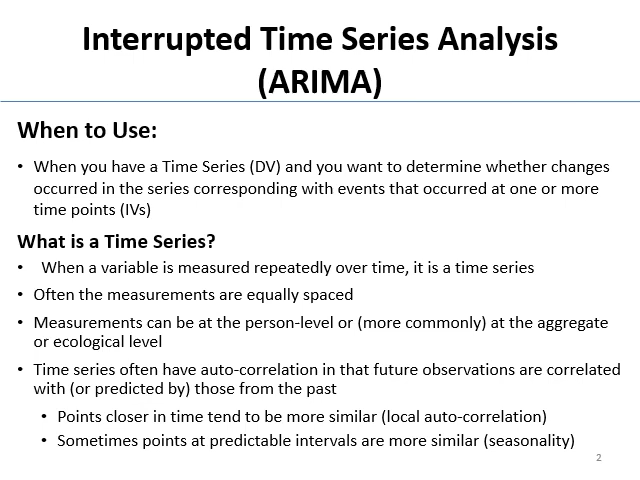 Interrupted Time Series Analysis
(ARIMA)
When to Use:
• When you have a Time Series (DV) and you want to determine whether changes
occurred in the series corresponding with events that occurred at one or more
time points (IVs)
What is a Time Series?
• When a variable is measured repeatedly over time, it is a time series
• Often the measurements are equally spaced
• Measurements can be at the person-level or (more commonly) at the aggregate
or ecological level
• Time series often have auto-correlation in that future observations are correlated
with (or predicted by) those from the past
• Points closer in time tend to be more similar (local auto-correlation)
• Sometimes points at predictable intervals are more similar (seasonality)
2